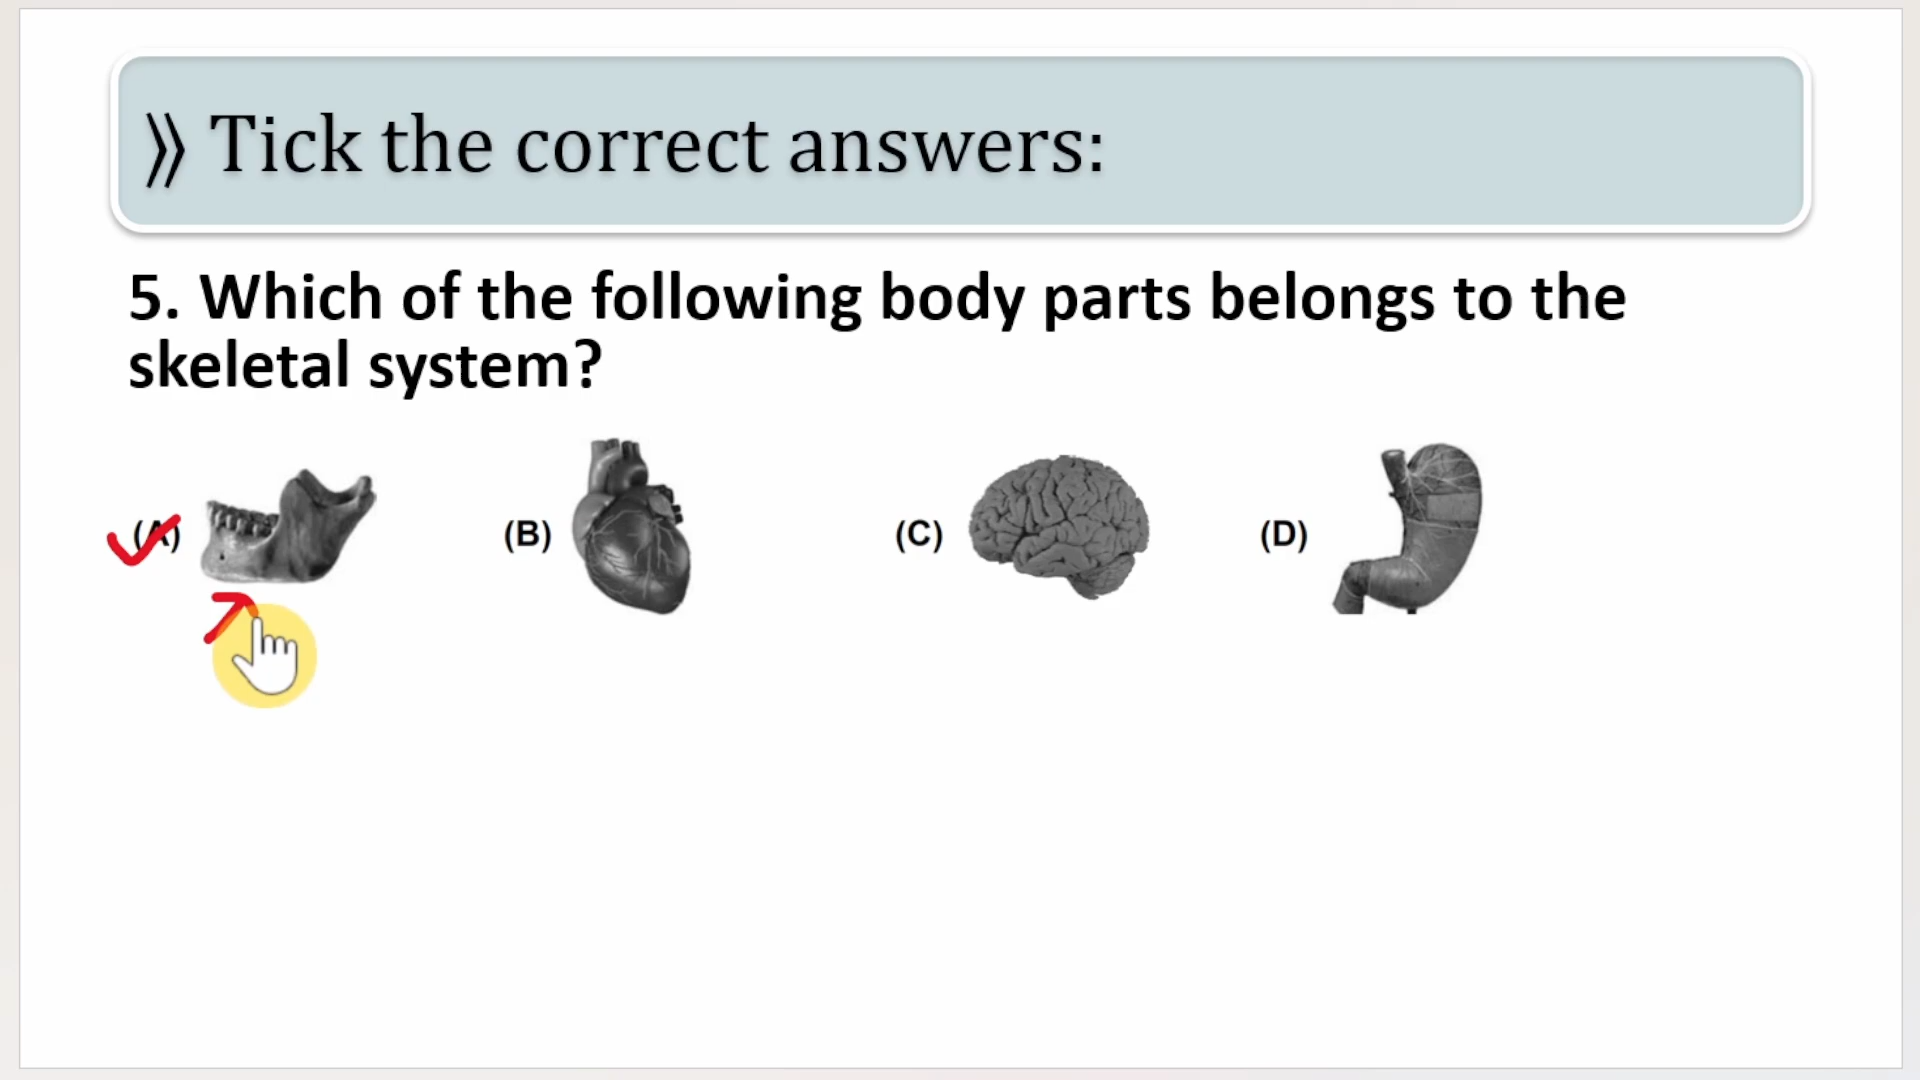 ⟫ Tick the correct answers:
5. Which of the following body parts belongs to the
skeletal system?
(A) (B) (C) (D)